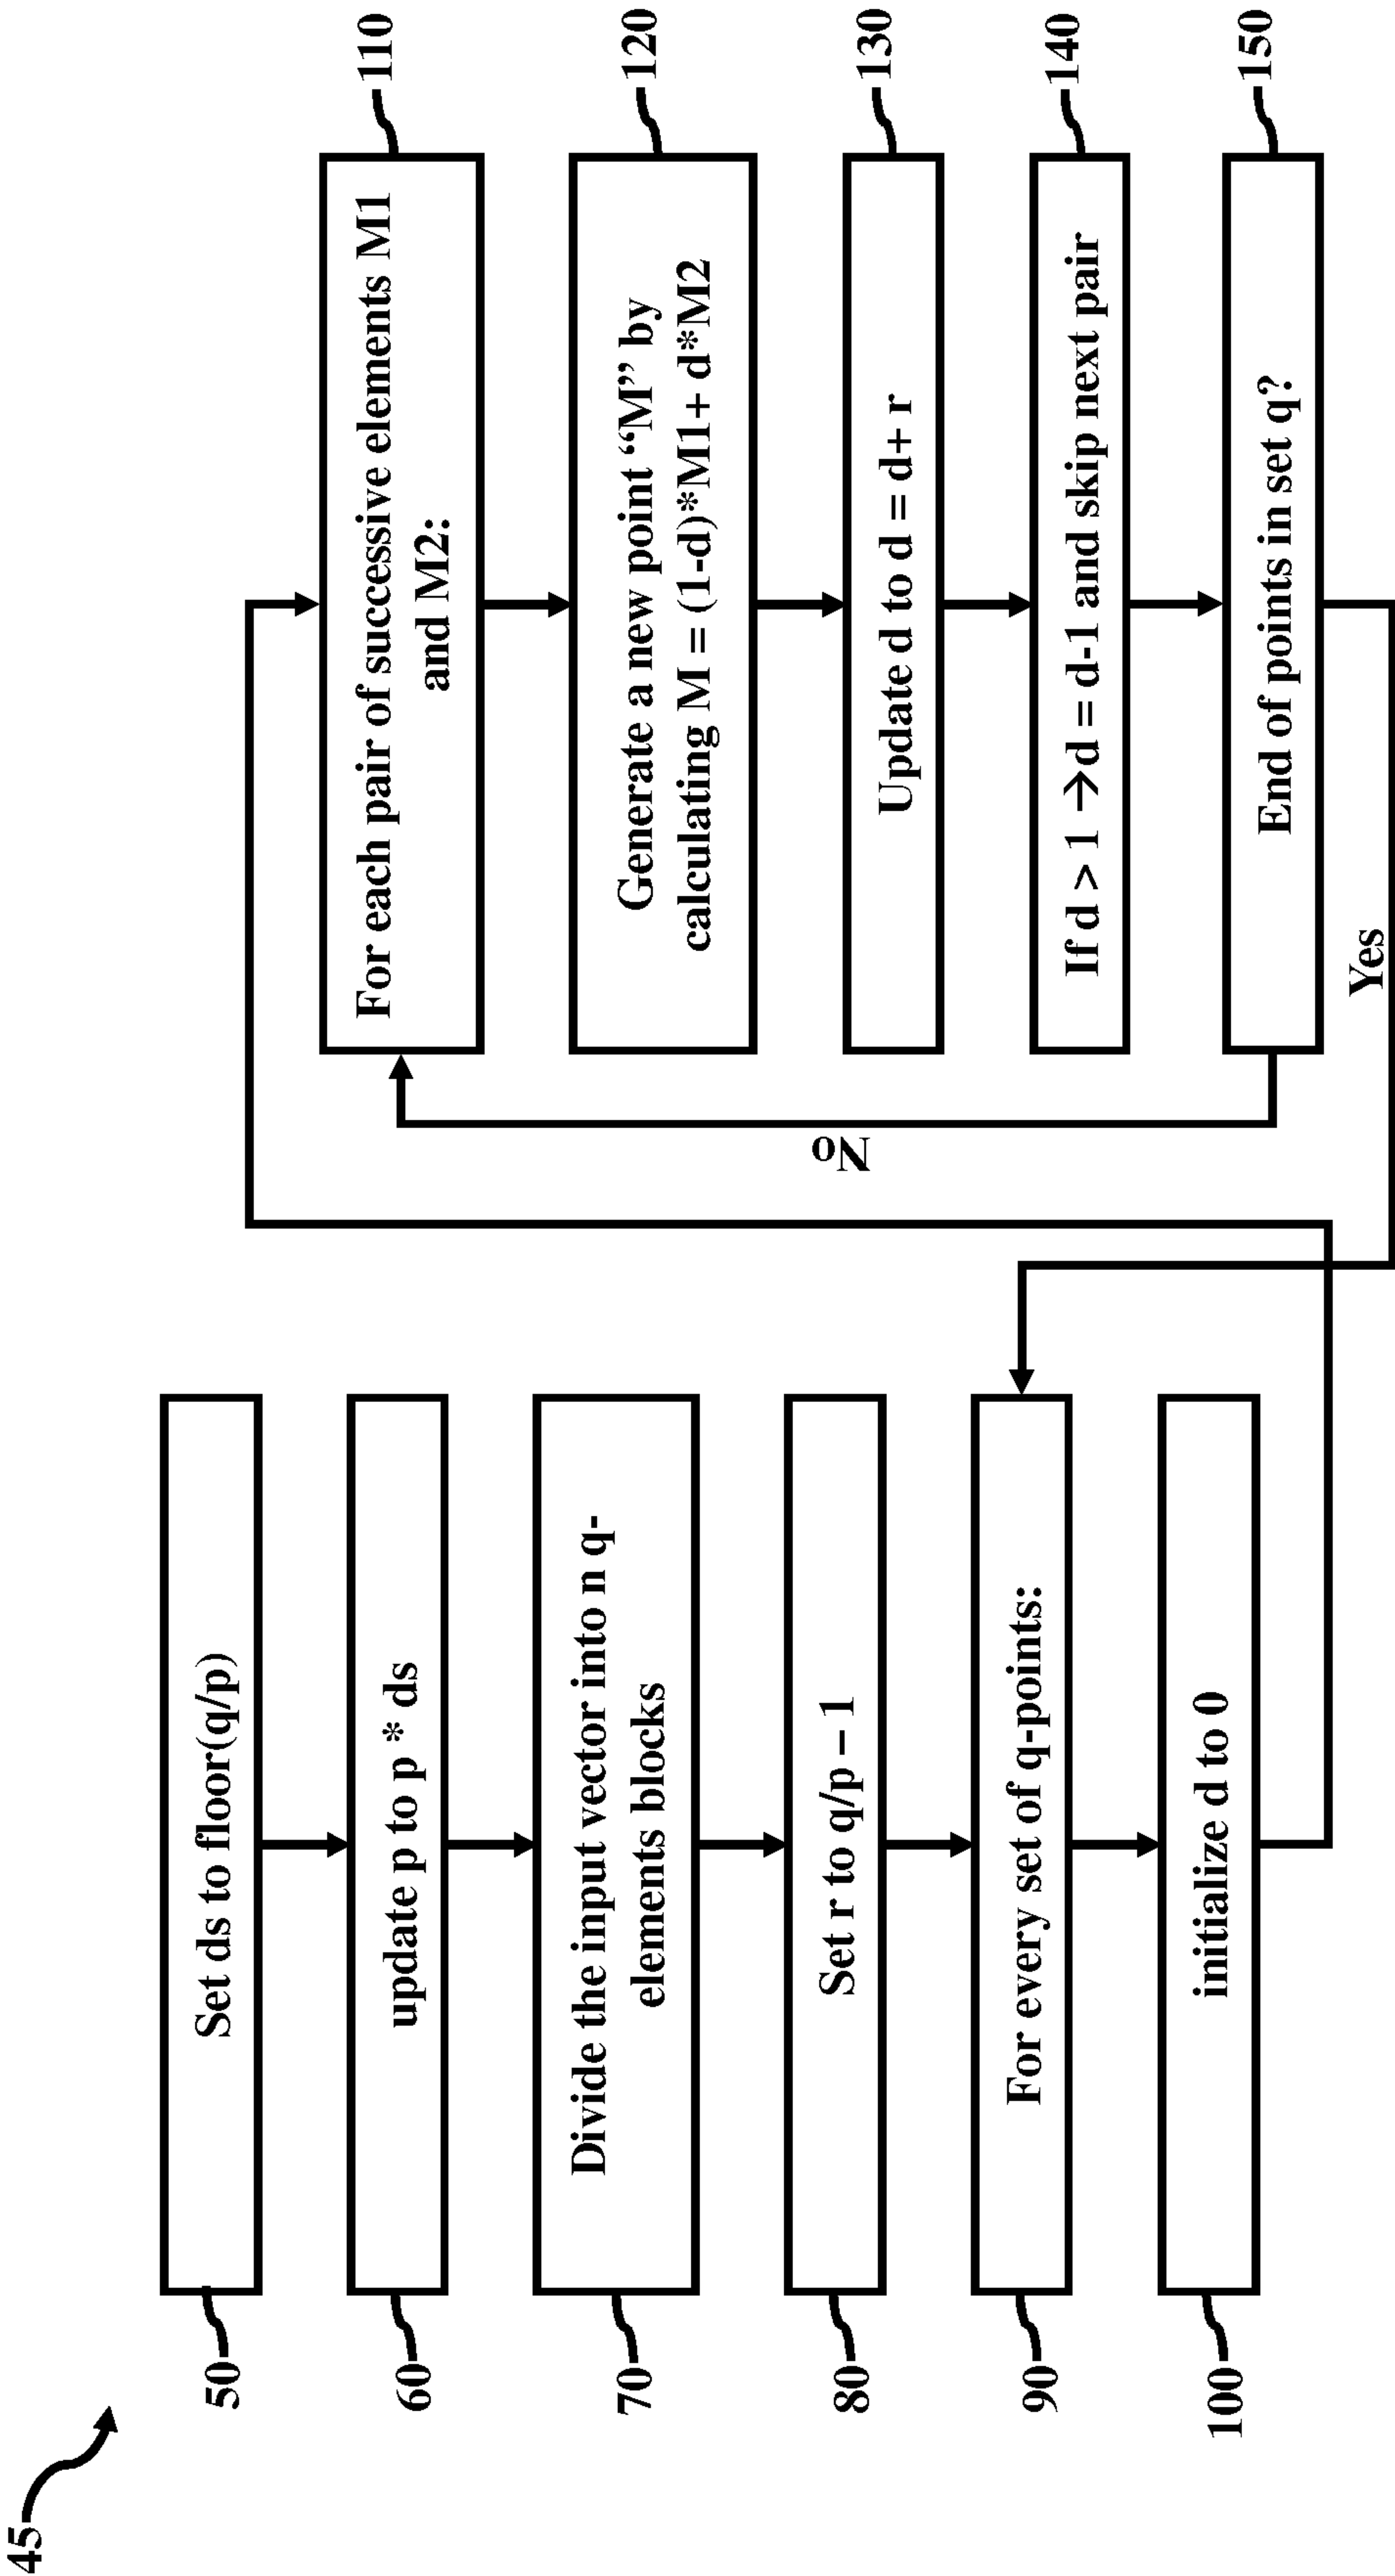 45
50
Set ds to floor(q/p)
60
update p to p * ds
70
Divide the input vector into n q-
elements blocks
80
Set r to q/p – 1
90
For every set of q-points:
100
initialize d to 0
110
For each pair of successive elements M1
and M2:
120
Generate a new point “M” by
calculating M = (1-d)*M1+ d*M2
130
Update d to d = d+ r
140
If d > 1 →d = d-1 and skip next pair
150
End of points in set q?
No
Yes